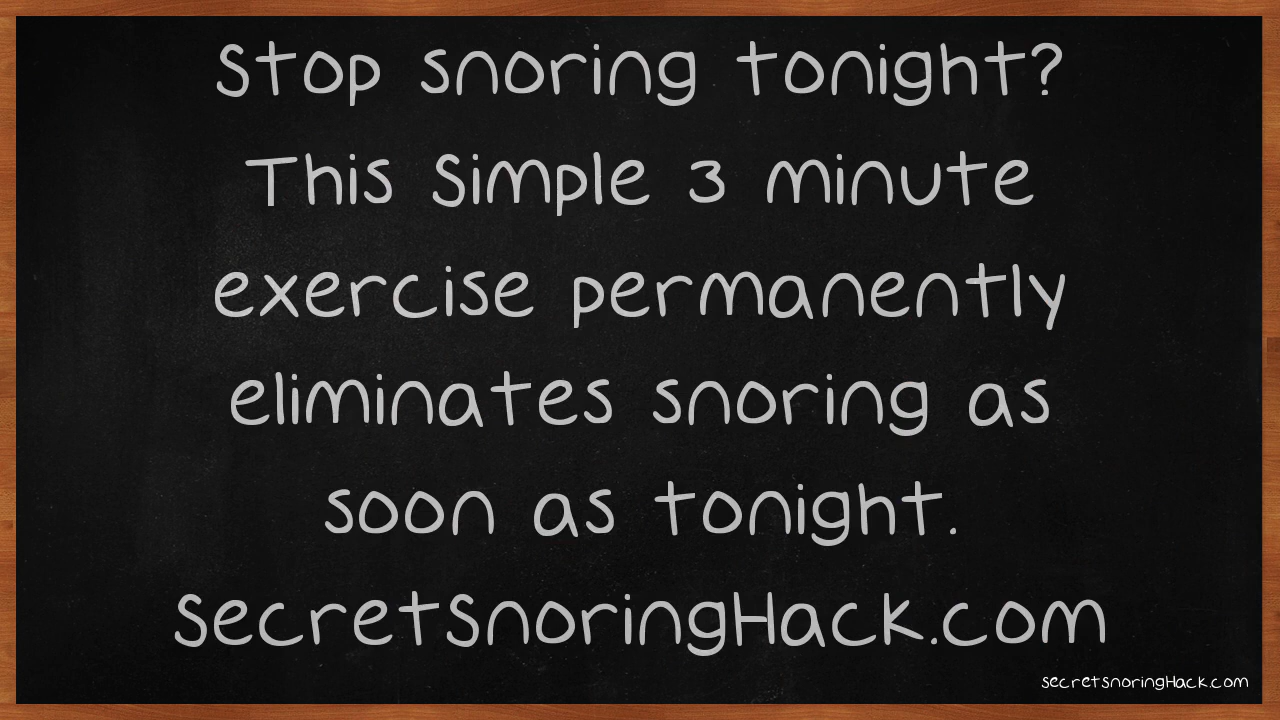 Stop snoring tonight?
This Simple 3 minute
exercise permanently
eliminates snoring as
soon as tonight.
SecretSnoringHack.com
secretsnoringHack.com